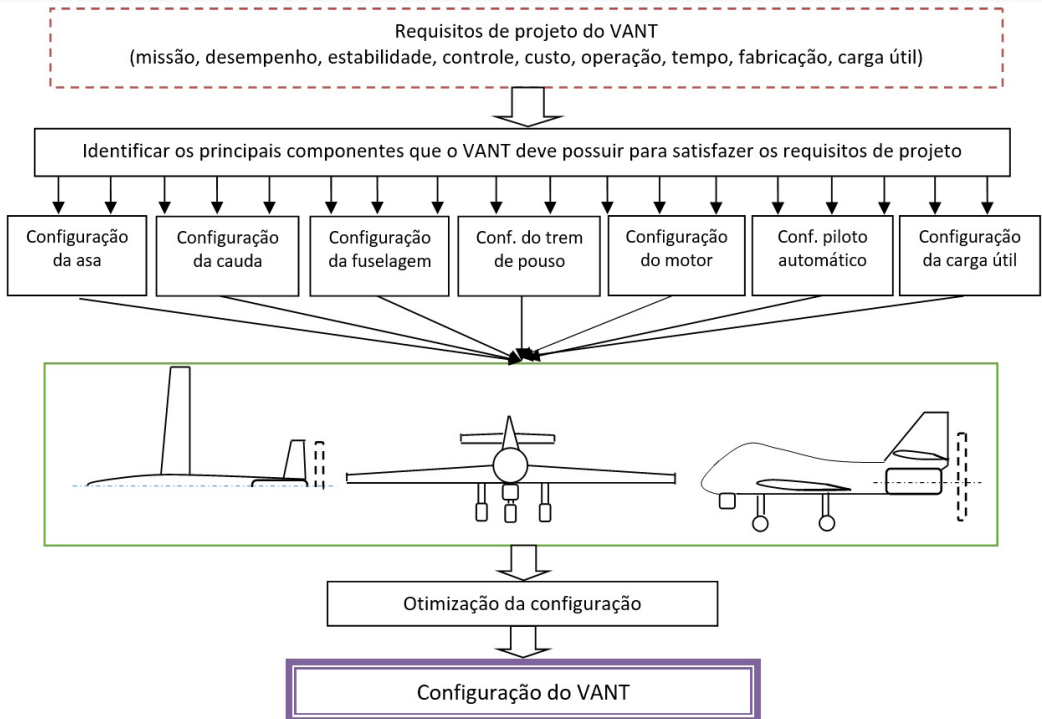 Requisitos de projeto do VANT
(missão, desempenho, estabilidade, controle, custo, operação, tempo, fabricação, carga útil)
Identificar os principais componentes que o VANT deve possuir para satisfazer os requisitos de projeto
Configuração
da asa
Configuração
da cauda
Configuração
da fuselagem
Conf. do trem
de pouso
Configuração
do motor
Conf. piloto
automático
Configuração
da carga útil
Otimização da configuração
Configuração do VANT